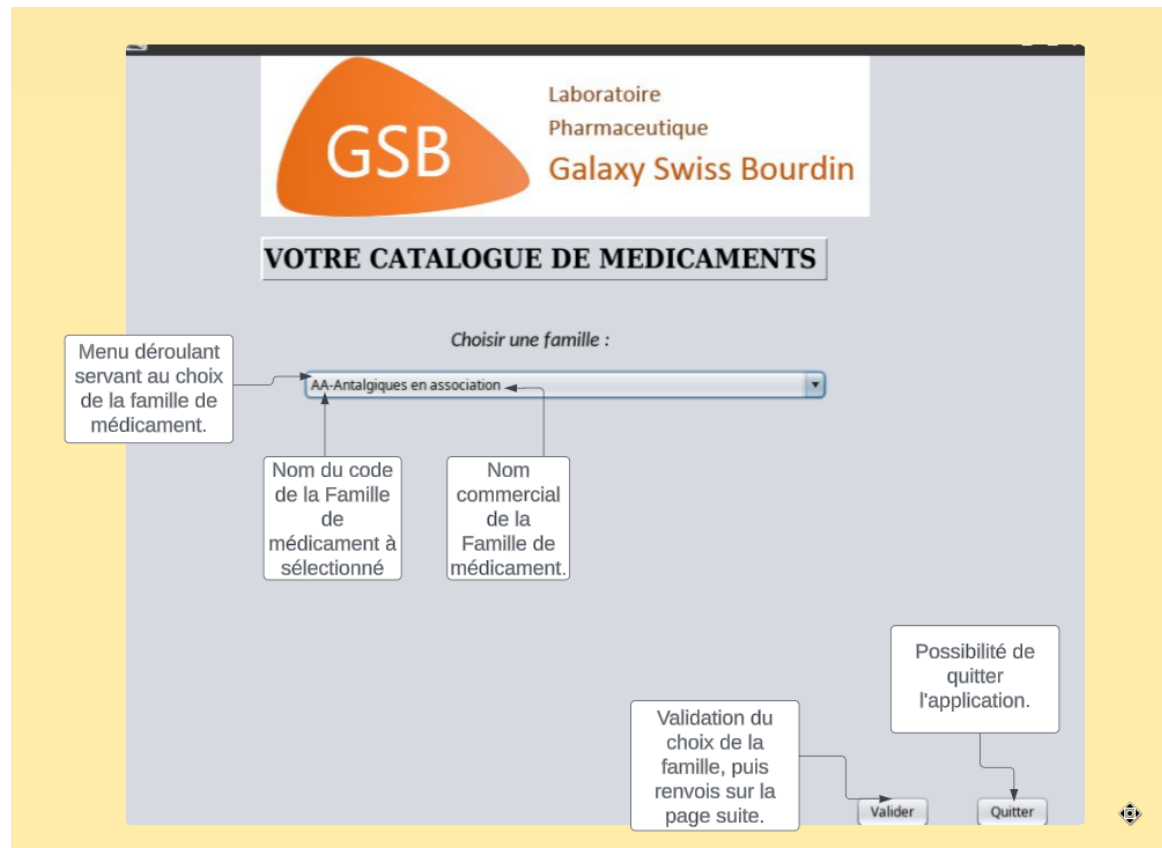 GSB
Laboratoire
Pharmaceutique
Galaxy Swiss Bourdin
VOTRE CATALOGUE DE MEDICAMENTS
Choisir une famille :
Menu déroulant
servant au choix
de la famille de
médicament.
AA-Antalgiques en association
Nom du code
de la Famille
de
médicament à
sélectionné
Nom
commercial
de la
Famille de
médicament.
Possibilité de
quitter
l'application.
Validation du
choix de la
famille, puis
renvois sur la
page suite.
Valider
Quitter